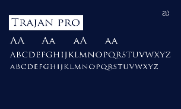 TRAJAN PRO
AA Aa aA aa
ABCDEFGHIJKLMNOPQRSTUVWXYZ
ABCDEFGHIJKLMNOPQRSTUVWXYZ